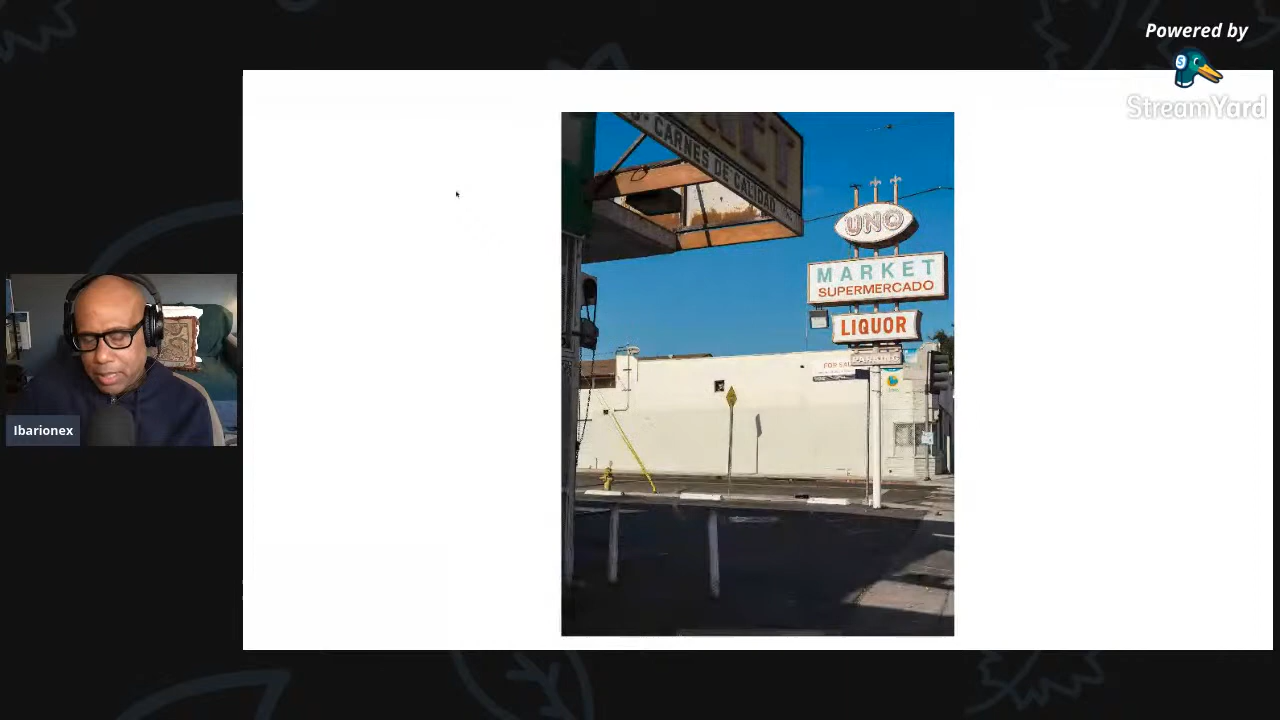 Powered by
StreamYard
CARNES DE CALIDAD
UNO
MARKET
SUPERMERCADO
LIQUOR
PARKING
FOR SALE
Ibarionex